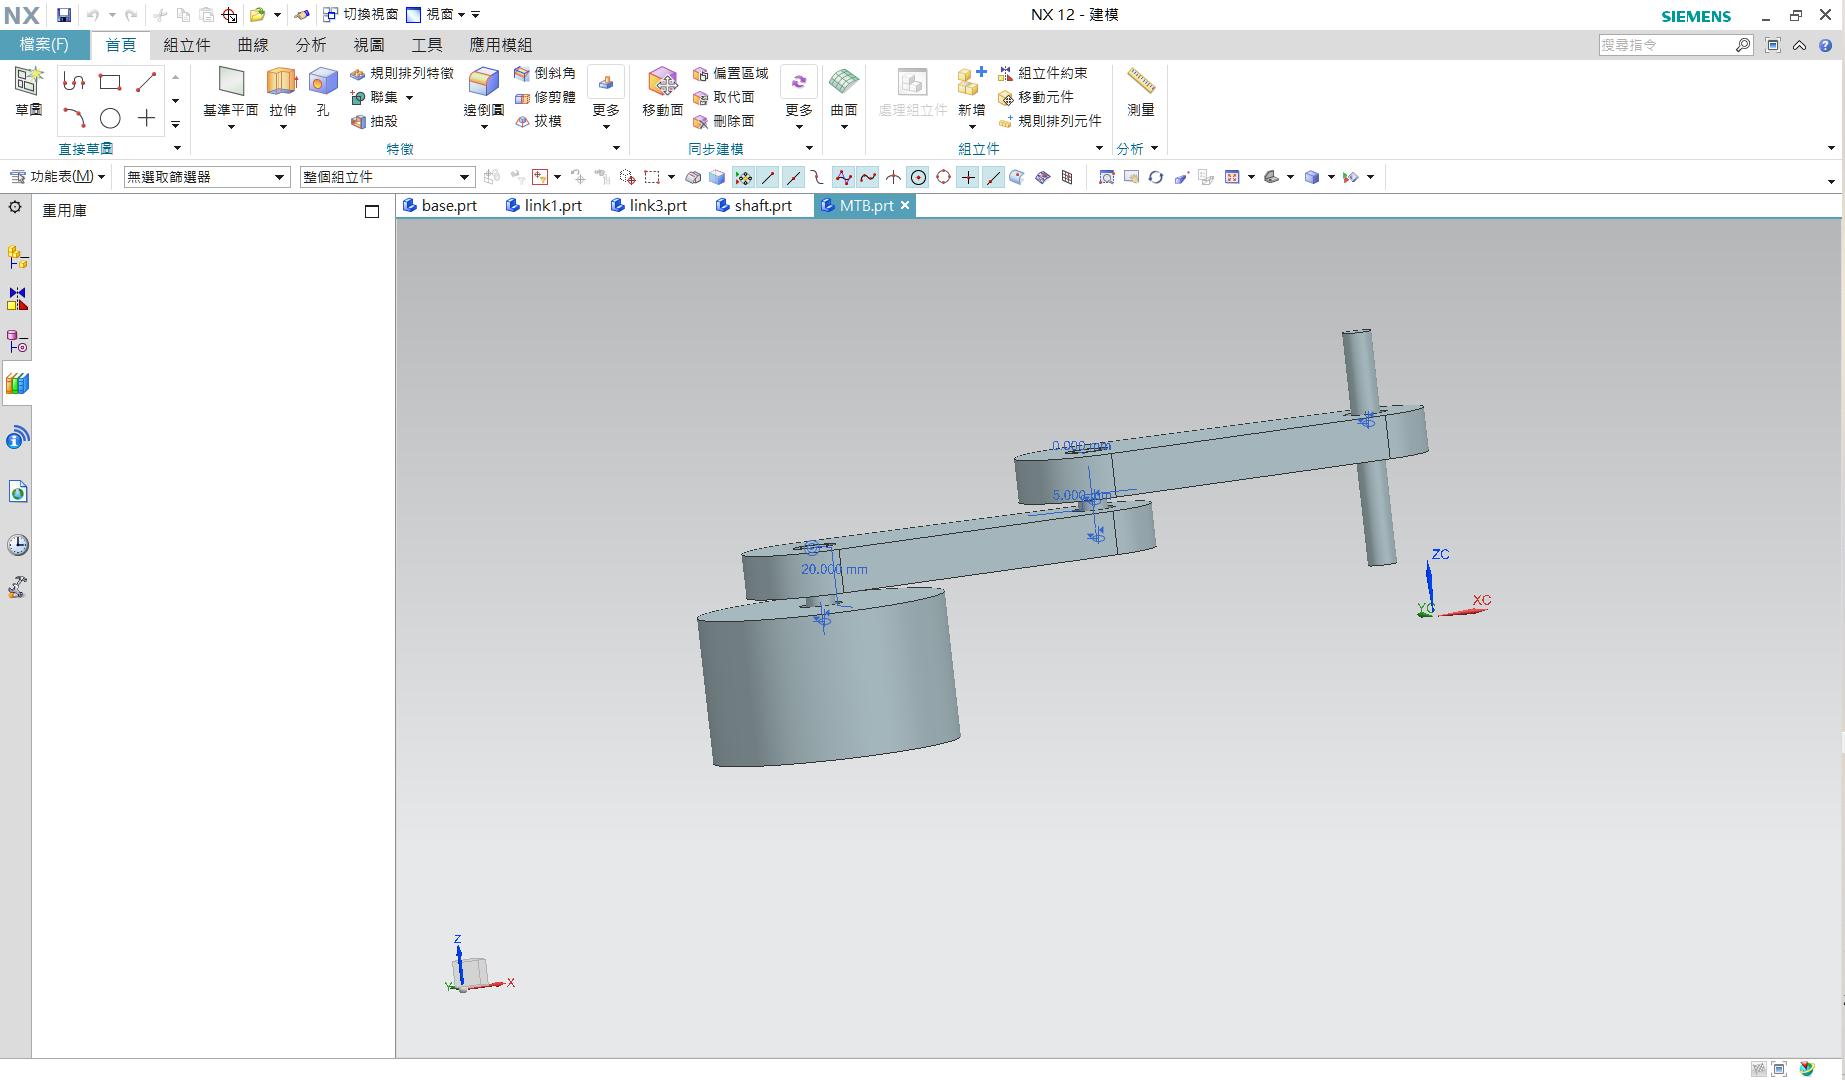 NX 切換視窗 視窗 NX 12 - 建模 SIEMENS
檔案(F) 首頁 組立件 曲線 分析 視圖 工具 應用模組 搜尋指令
草圖 基準平面 拉伸 孔 規則排列特徵 邊倒圓 倒斜角 更多 移動面 偏置區域 更多 曲面 處理組立件 新增 組立件約束 測量
聯集 修剪體 取代面 移動元件
抽殼 拔模 刪除面 規則排列元件
直接草圖 特徵 同步建模 組立件 分析
功能表(M) 無選取篩選器 整個組立件
重用庫 base.prt link1.prt link3.prt shaft.prt MTB.prt
0.000 mm
5.000 mm
20.000 mm
ZC
XC
YC
Z
X
Y